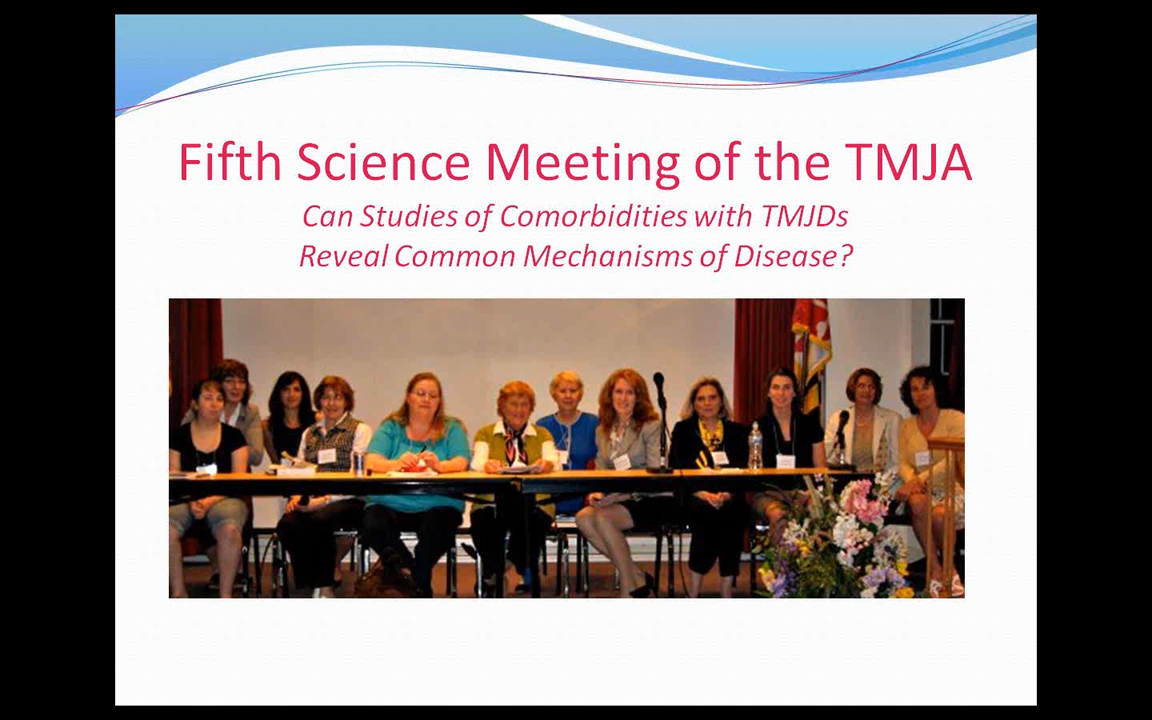 Fifth Science Meeting of the TMJA
Can Studies of Comorbidities with TMJDs
Reveal Common Mechanisms of Disease?